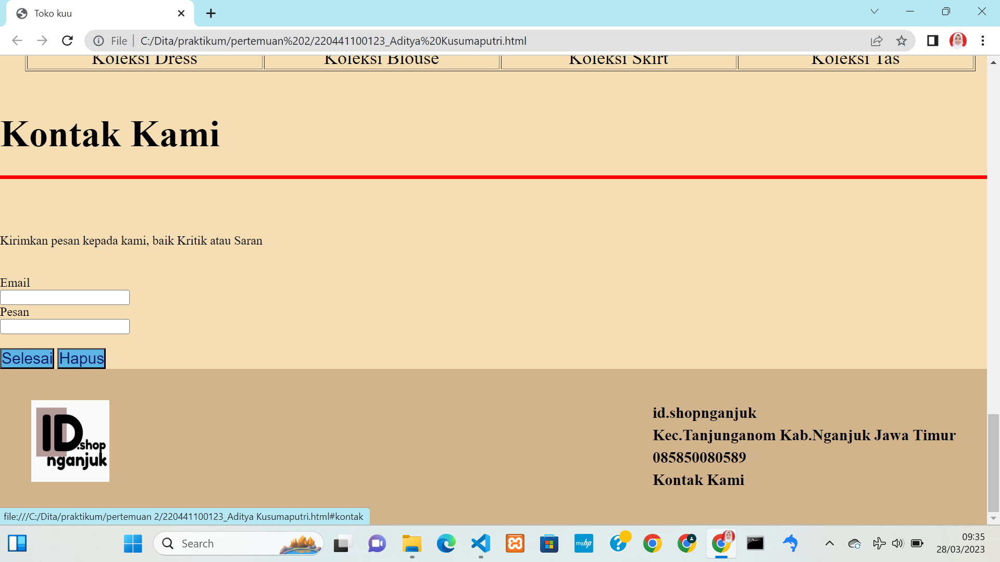 Toko kuu
File C:/Dita/praktikum/pertemuan%202/220441100123_Aditya%20Kusumaputri.html
Koleksi Dress Koleksi Blouse Koleksi Skirt Koleksi Tas
Kontak Kami
Kirimkan pesan kepada kami, baik Kritik atau Saran
Email
Pesan
Selesai Hapus
ID.shop
nganjuk
id.shopnganjuk
Kec.Tanjunganom Kab.Nganjuk Jawa Timur
085850080589
Kontak Kami
file:///C:/Dita/praktikum/pertemuan 2/220441100123_Aditya Kusumaputri.html#kontak
Search
myhp
09:35
28/03/2023